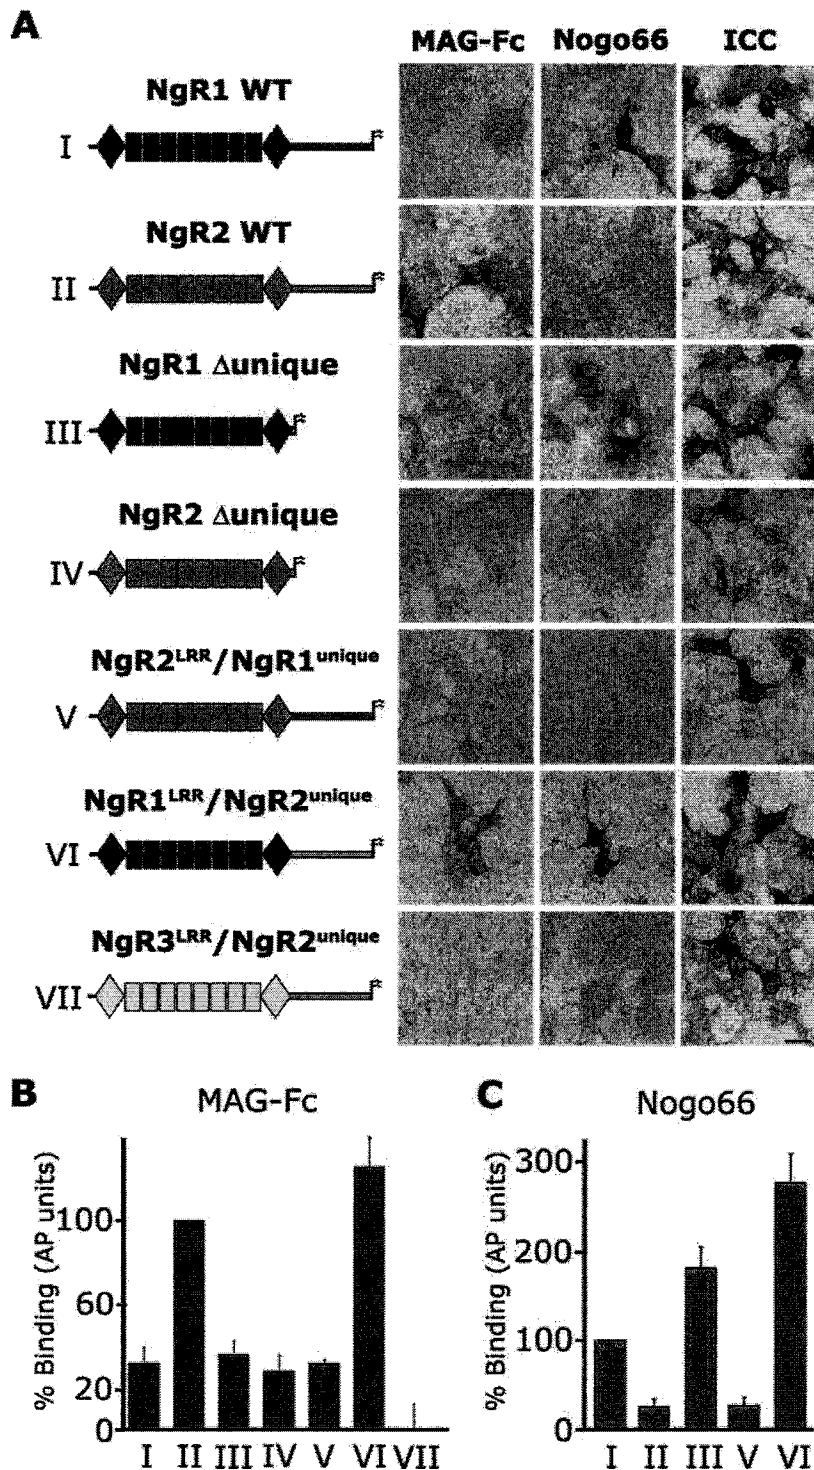 A
MAG-Fc Nogo66 ICC
NgR1 WT
I
NgR2 WT
II
NgR1 Δunique
III
NgR2 Δunique
IV
NgR2LRR/NgR1unique
V
NgR1LRR/NgR2unique
VI
NgR3LRR/NgR2unique
VII
B
MAG-Fc
% Binding (AP units)
100
60
20
0
I II III IV V VI VII
C
Nogo66
% Binding (AP units)
300
200
100
0
I II III V VI